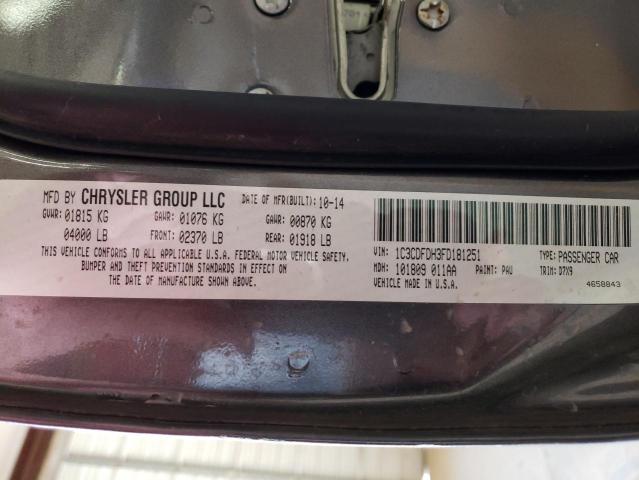 MFD BY CHRYSLER GROUP LLC DATE OF MFR(BUILT): 10-14
GVWR: 01815 KG GAWR: 01076 KG GAWR: 00870 KG
04000 LB FRONT: 02370 LB REAR: 01918 LB
THIS VEHICLE CONFORMS TO ALL APPLICABLE U.S.A. FEDERAL MOTOR VEHICLE SAFETY,
BUMPER AND THEFT PREVENTION STANDARDS IN EFFECT ON
THE DATE OF MANUFACTURE SHOWN ABOVE.
VIN: 1C3CDFDH3FD181251 TYPE: PASSENGER CAR
MDH: 101809 011AA PAINT: PAU TRIM: D7X9
VEHICLE MADE IN U.S.A. 4658843